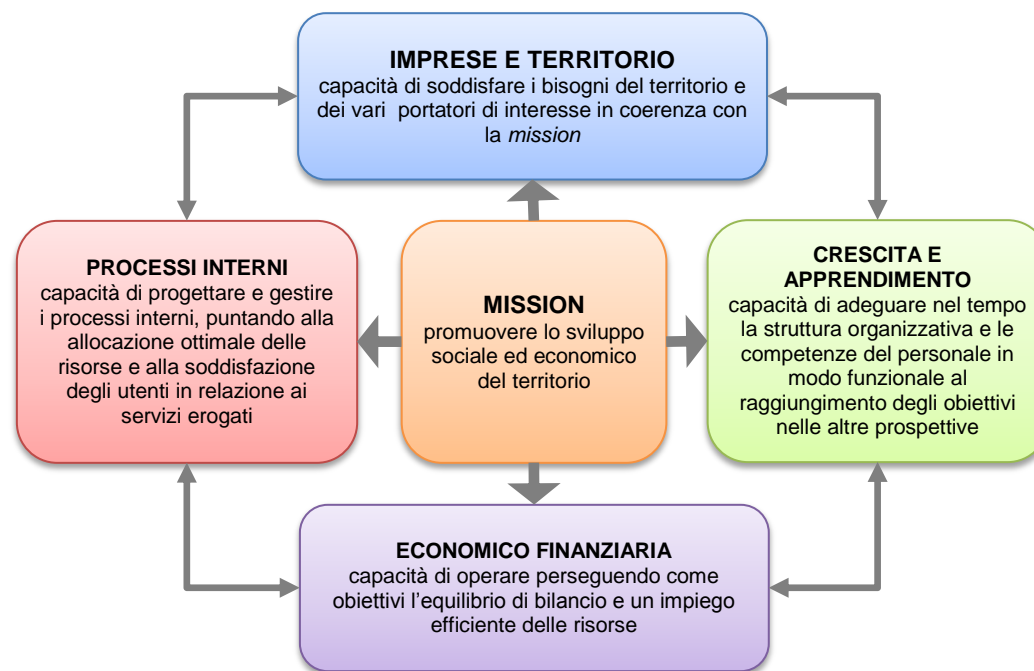 IMPRESE E TERRITORIO
capacità di soddisfare i bisogni del territorio e
dei vari portatori di interesse in coerenza con
la mission
PROCESSI INTERNI
capacità di progettare e gestire
i processi interni, puntando alla
allocazione ottimale delle
risorse e alla soddisfazione
degli utenti in relazione ai
servizi erogati
MISSION
promuovere lo sviluppo
sociale ed economico
del territorio
CRESCITA E
APPRENDIMENTO
capacità di adeguare nel tempo
la struttura organizzativa e le
competenze del personale in
modo funzionale al
raggiungimento degli obiettivi
nelle altre prospettive
ECONOMICO FINANZIARIA
capacità di operare perseguendo come
obiettivi l'equilibrio di bilancio e un impiego
efficiente delle risorse